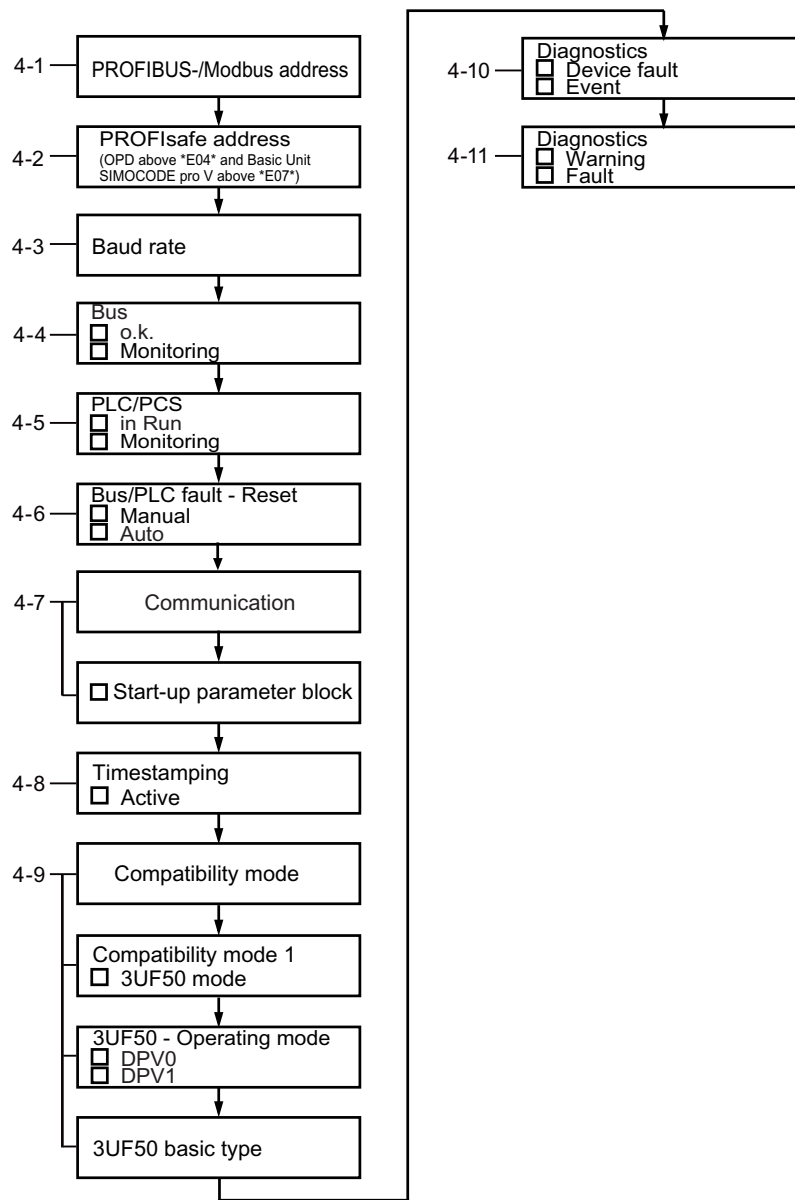 4-1
PROFIBUS-/Modbus address
4-2
PROFIsafe address
(OPD above *E04* and Basic Unit
SIMOCODE pro V above *E07*)
4-3
Baud rate
4-4
Bus
o.k.
Monitoring
4-5
PLC/PCS
in Run
Monitoring
4-6
Bus/PLC fault - Reset
Manual
Auto
4-7
Communication
Start-up parameter block
4-8
Timestamping
Active
4-9
Compatibility mode
Compatibility mode 1
3UF50 mode
3UF50 - Operating mode
DPV0
DPV1
3UF50 basic type
4-10
Diagnostics
Device fault
Event
4-11
Diagnostics
Warning
Fault